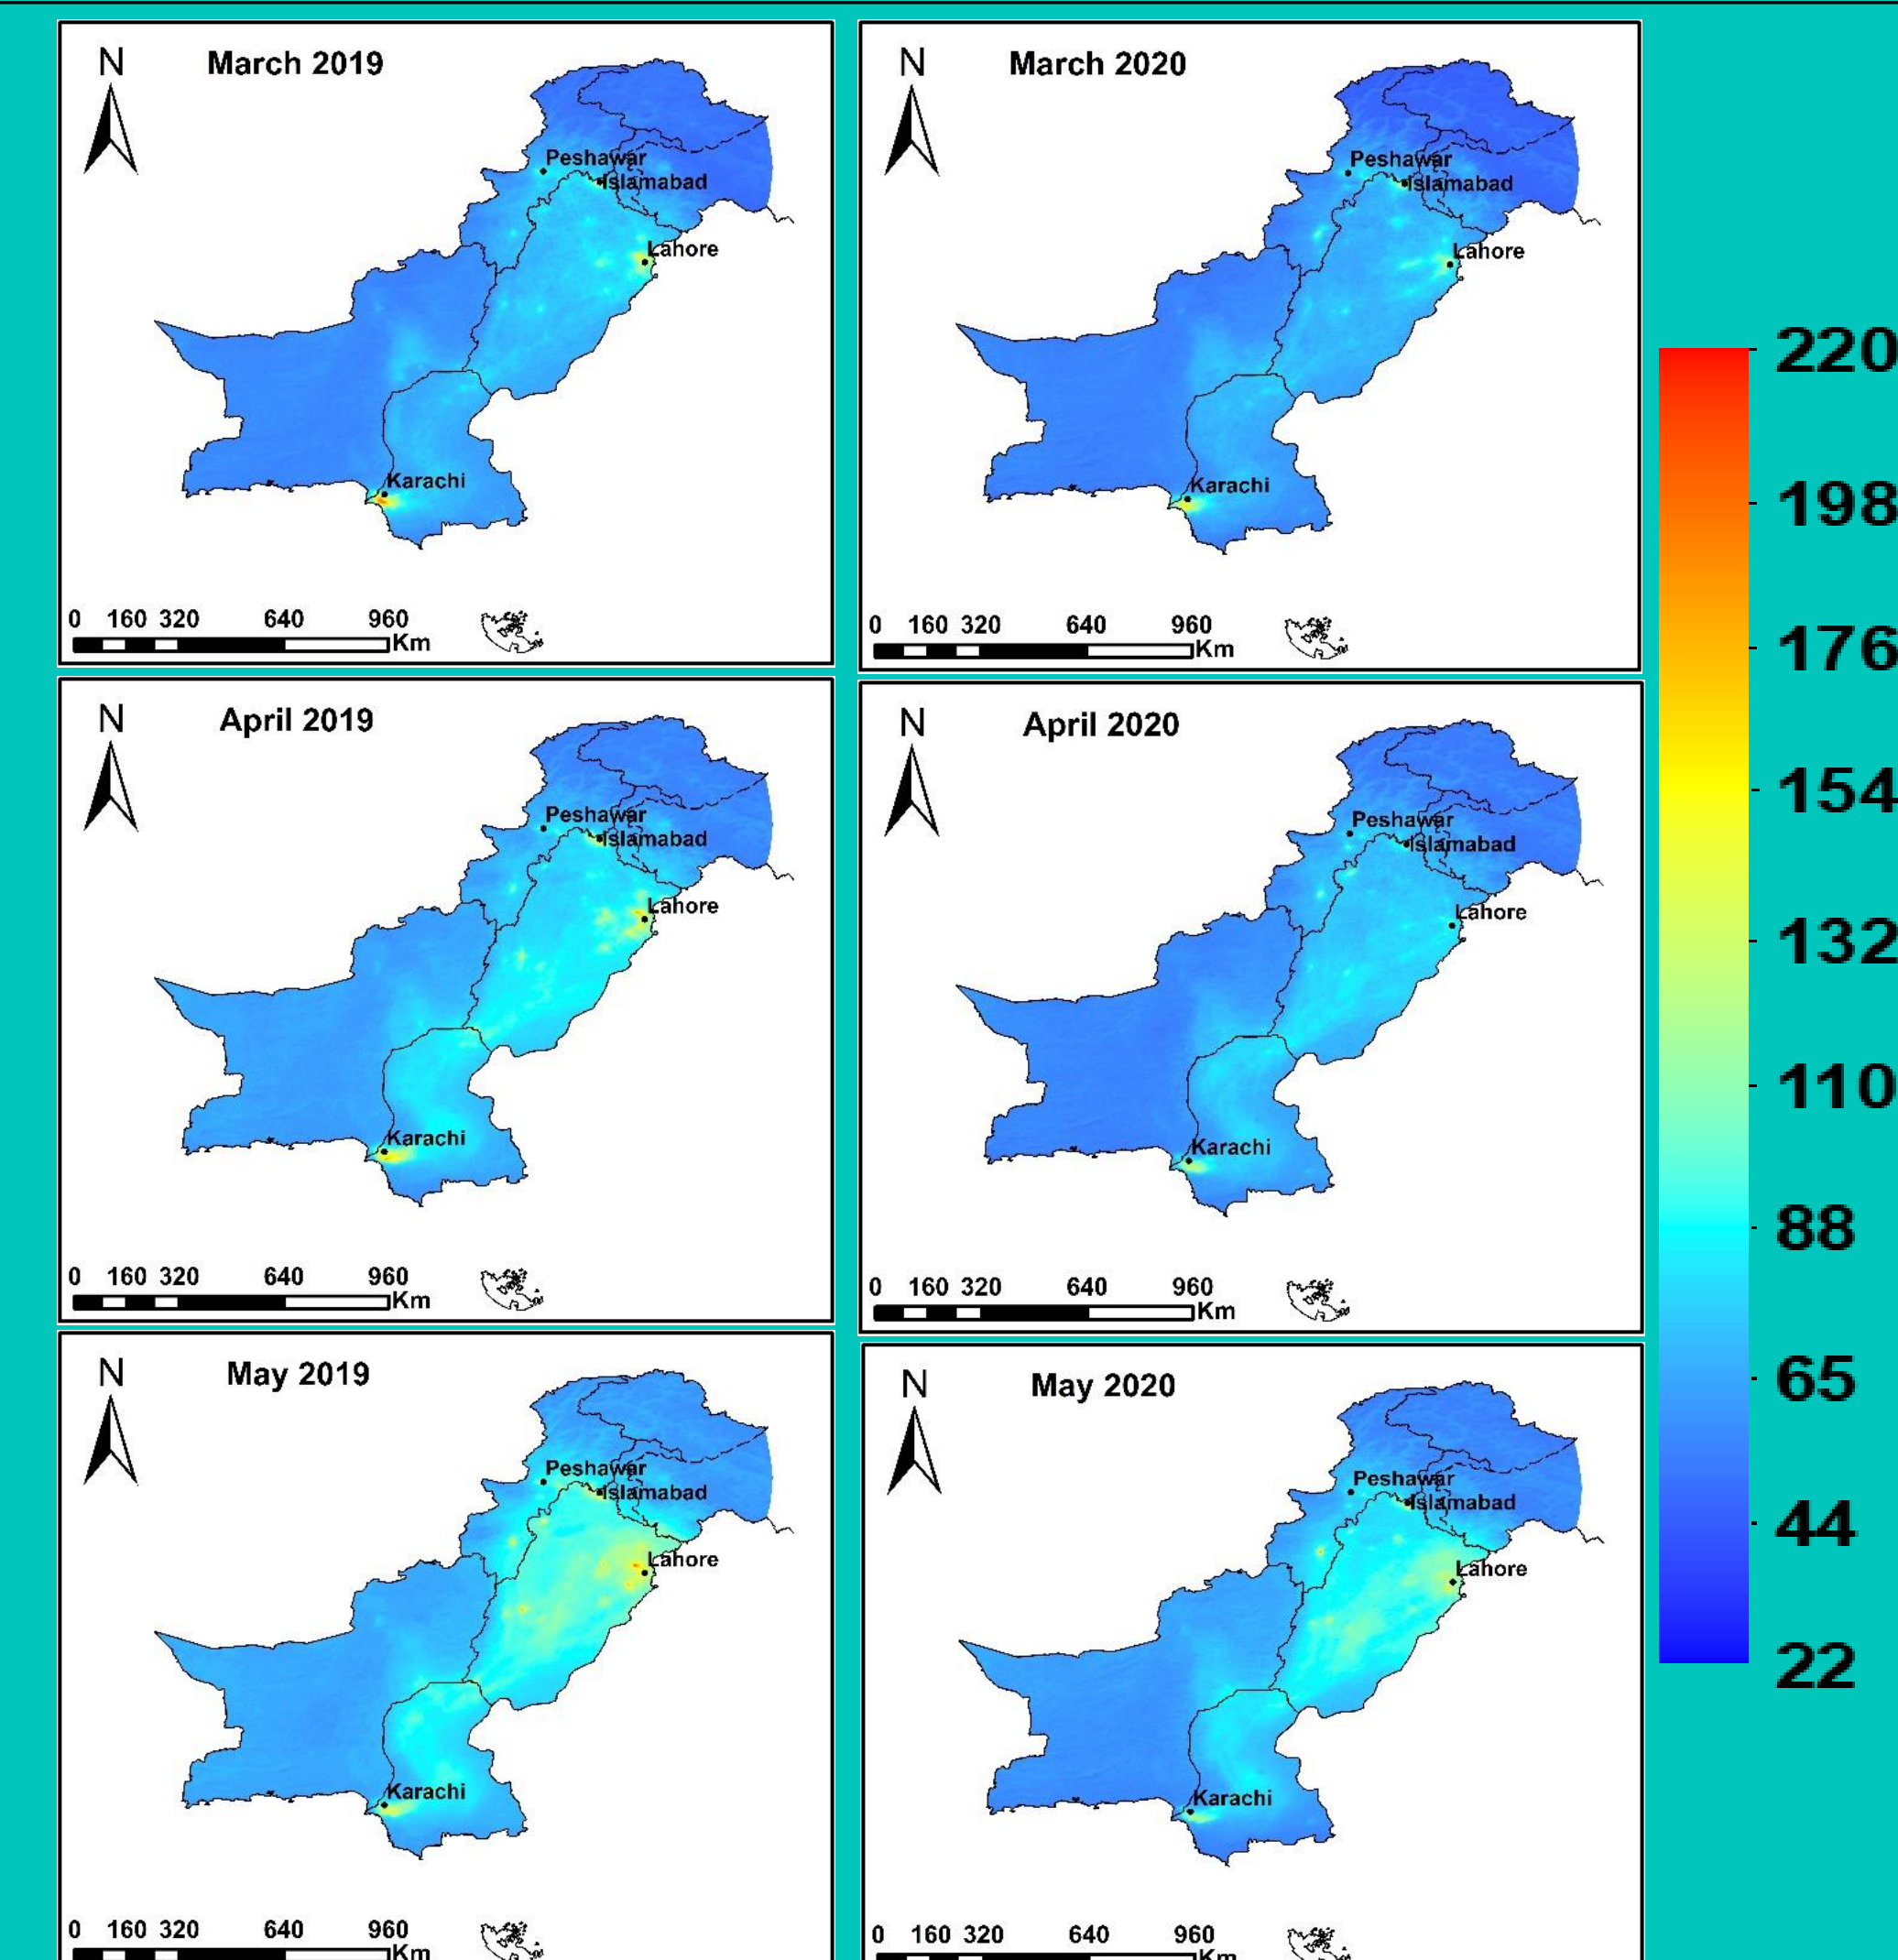 N March 2019
Peshawar
Islamabad
Lahore
Karachi
0 160 320 640 960
Km
N March 2020
Peshawar
Islamabad
Lahore
Karachi
0 160 320 640 960
Km
N April 2019
Peshawar
Islamabad
Lahore
Karachi
0 160 320 640 960
Km
N April 2020
Peshawar
Islamabad
Lahore
Karachi
0 160 320 640 960
Km
N May 2019
Peshawar
Islamabad
Lahore
Karachi
0 160 320 640 960
Km
N May 2020
Peshawar
Islamabad
Lahore
Karachi
0 160 320 640 960
Km
220
198
176
154
132
110
88
65
44
22